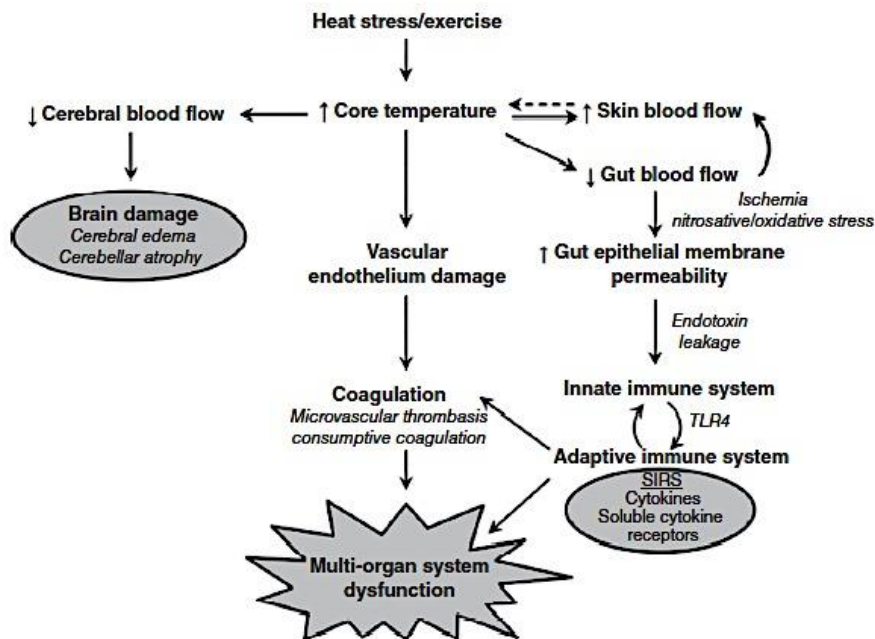 Heat stress/exercise
↓ Cerebral blood flow
↑ Core temperature
↑ Skin blood flow
↓ Gut blood flow
Ischemia
nitrosative/oxidative stress
Brain damage
Cerebral edema
Cerebellar atrophy
Vascular
endothelium damage
↑ Gut epithelial membrane
permeability
Endotoxin
leakage
Coagulation
Microvascular thrombasis
consumptive coagulation
Innate immune system
TLR4
Adaptive immune system
SIRS
Cytokines
Soluble cytokine
receptors
Multi-organ system
dysfunction